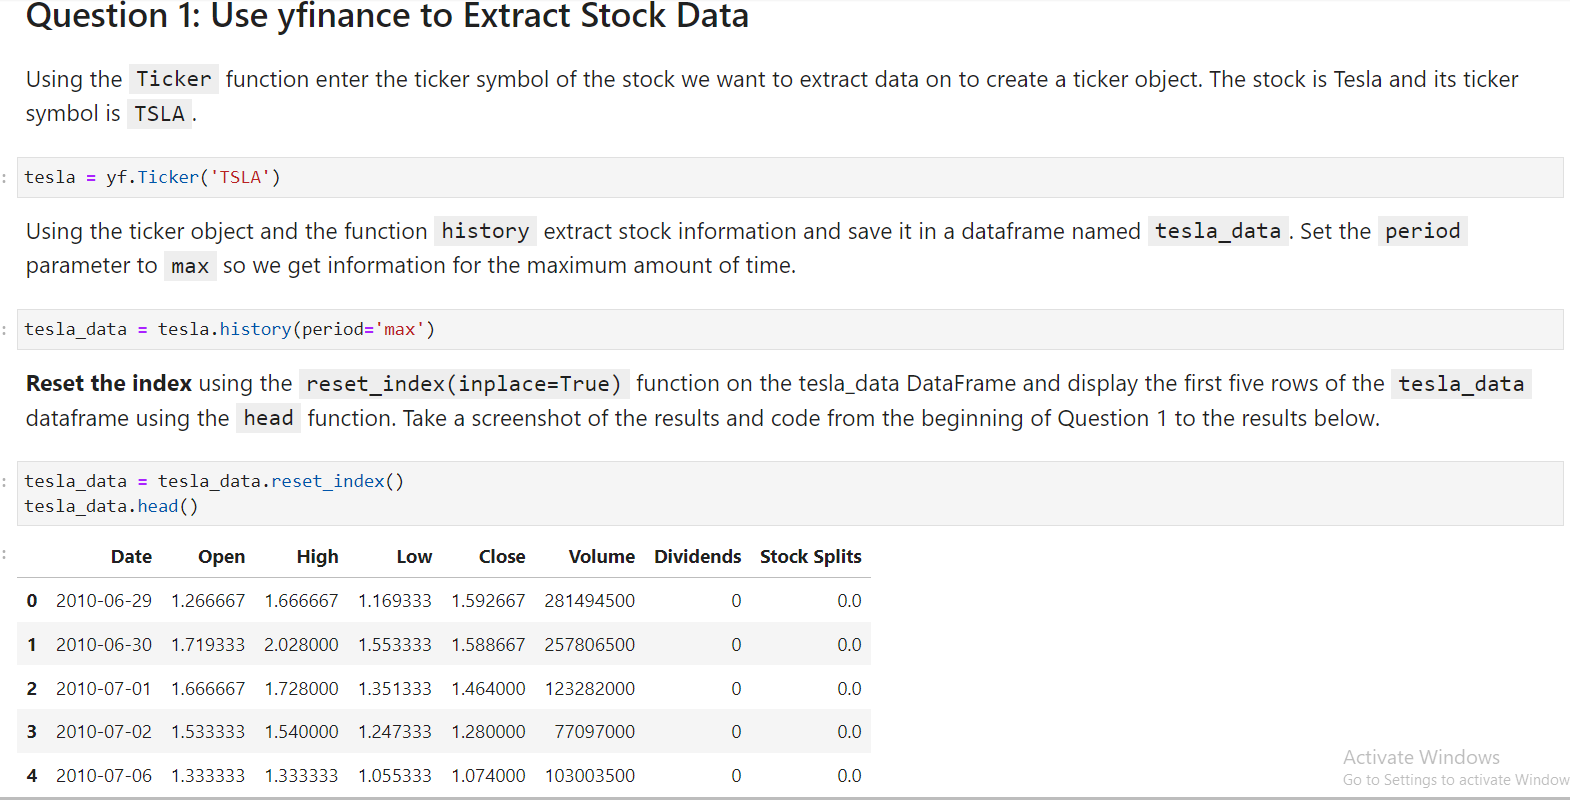 Question 1: Use yfinance to Extract Stock Data
Using the Ticker function enter the ticker symbol of the stock we want to extract data on to create a ticker object. The stock is Tesla and its ticker
symbol is TSLA .
: tesla = yf.Ticker('TSLA')
Using the ticker object and the function history extract stock information and save it in a dataframe named tesla_data . Set the period
parameter to max so we get information for the maximum amount of time.
: tesla_data = tesla.history(period='max')
Reset the index using the reset_index(inplace=True) function on the tesla_data DataFrame and display the first five rows of the tesla_data
dataframe using the head function. Take a screenshot of the results and code from the beginning of Question 1 to the results below.
: tesla_data = tesla_data.reset_index()
tesla_data.head()
: Date Open High Low Close Volume Dividends Stock Splits
0 2010-06-29 1.266667 1.666667 1.169333 1.592667 281494500 0 0.0
1 2010-06-30 1.719333 2.028000 1.553333 1.588667 257806500 0 0.0
2 2010-07-01 1.666667 1.728000 1.351333 1.464000 123282000 0 0.0
3 2010-07-02 1.533333 1.540000 1.247333 1.280000 77097000 0 0.0
4 2010-07-06 1.333333 1.333333 1.055333 1.074000 103003500 0 0.0
Activate Windows
Go to Settings to activate Window